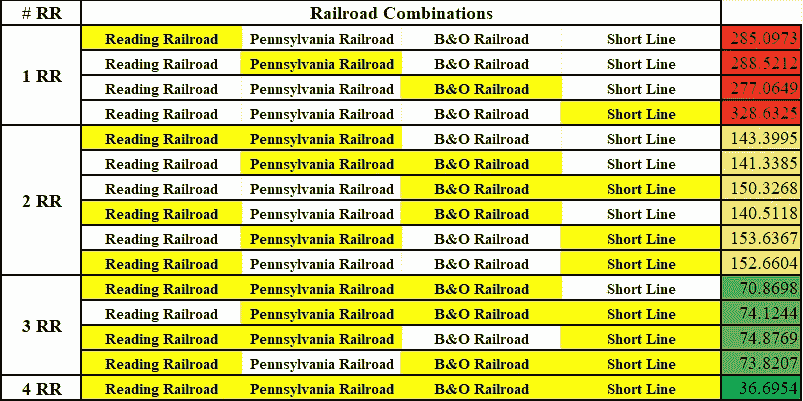 # RR Railroad Combinations
Reading Railroad Pennsylvania Railroad B&O Railroad Short Line 285.0973
Reading Railroad Pennsylvania Railroad B&O Railroad Short Line 288.5212
1 RR
Reading Railroad Pennsylvania Railroad B&O Railroad Short Line 277.0649
Reading Railroad Pennsylvania Railroad B&O Railroad Short Line 328.6325
Reading Railroad Pennsylvania Railroad B&O Railroad Short Line 143.3995
Reading Railroad Pennsylvania Railroad B&O Railroad Short Line 141.3385
Reading Railroad Pennsylvania Railroad B&O Railroad Short Line 150.3268
2 RR
Reading Railroad Pennsylvania Railroad B&O Railroad Short Line 140.5118
Reading Railroad Pennsylvania Railroad B&O Railroad Short Line 153.6367
Reading Railroad Pennsylvania Railroad B&O Railroad Short Line 152.6604
Reading Railroad Pennsylvania Railroad B&O Railroad Short Line 70.8698
Reading Railroad Pennsylvania Railroad B&O Railroad Short Line 74.1244
3 RR
Reading Railroad Pennsylvania Railroad B&O Railroad Short Line 74.8769
Reading Railroad Pennsylvania Railroad B&O Railroad Short Line 73.8207
4 RR Reading Railroad Pennsylvania Railroad B&O Railroad Short Line 36.6954